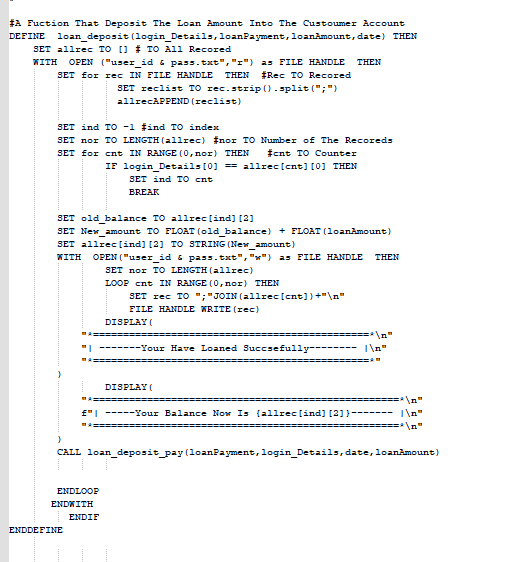 #A Fuction That Deposit The Loan Amount Into The Custoumer Account
DEFINE loan_deposit(login_Details,loanPayment,loanAmount,date) THEN
SET allrec TO [] # TO All Recored
WITH OPEN ("user_id & pass.txt","r") as FILE HANDLE THEN
SET for rec IN FILE HANDLE THEN #Rec TO Recored
SET reclist TO rec.strip().split(";")
allrecAPPEND(reclist)
SET ind TO -1 #ind TO index
SET nor TO LENGTH(allrec) #nor TO Number of The Recoreds
SET for cnt IN RANGE(0,nor) THEN #cnt TO Counter
IF login_Details[0] == allrec[cnt][0] THEN
SET ind TO cnt
BREAK
SET old_balance TO allrec[ind][2]
SET New_amount TO FLOAT(old_balance) + FLOAT(loanAmount)
SET allrec[ind][2] TO STRING(New_amount)
WITH OPEN("user_id & pass.txt","w") as FILE HANDLE THEN
SET nor TO LENGTH(allrec)
LOOP cnt IN RANGE(0,nor) THEN
SET rec TO ";"JOIN(allrec[cnt])+"\n"
FILE HANDLE WRITE(rec)
DISPLAY(
"*==============================================*\n"
"| -------Your Have Loaned Succsefully-------- |\n"
"*==============================================*"
)
DISPLAY(
"*===================================================*\n"
f"| -----Your Balance Now Is {allrec[ind][2]}------- |\n"
"*===================================================*\n"
)
CALL loan_deposit_pay(loanPayment,login_Details,date,loanAmount)
ENDLOOP
ENDWITH
ENDIF
ENDDEFINE